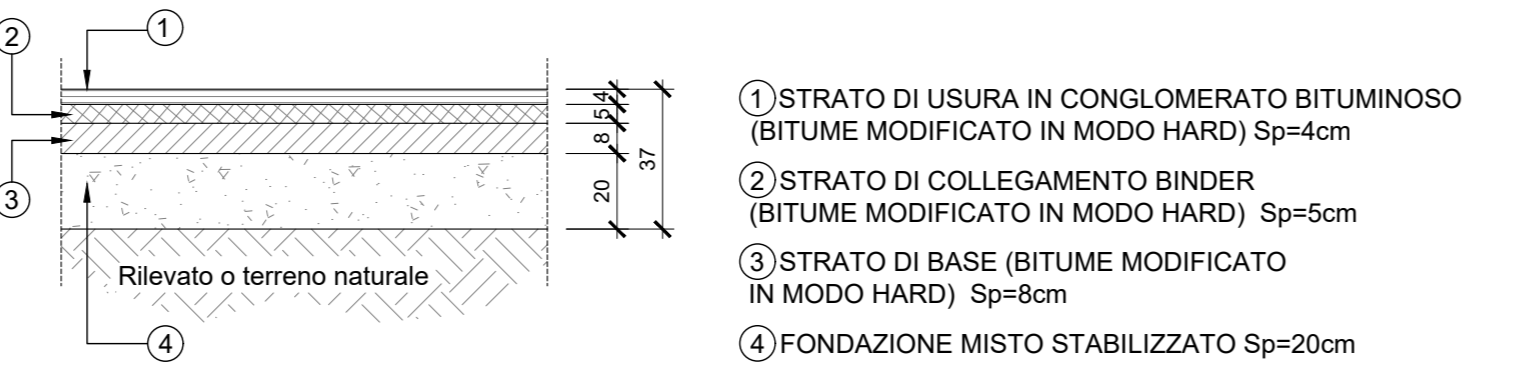 2
1
3
Rilevato o terreno naturale
4
4
5
8
20
37
1 STRATO DI USURA IN CONGLOMERATO BITUMINOSO
(BITUME MODIFICATO IN MODO HARD) Sp=4cm
2 STRATO DI COLLEGAMENTO BINDER
(BITUME MODIFICATO IN MODO HARD) Sp=5cm
3 STRATO DI BASE (BITUME MODIFICATO
IN MODO HARD) Sp=8cm
4 FONDAZIONE MISTO STABILIZZATO Sp=20cm